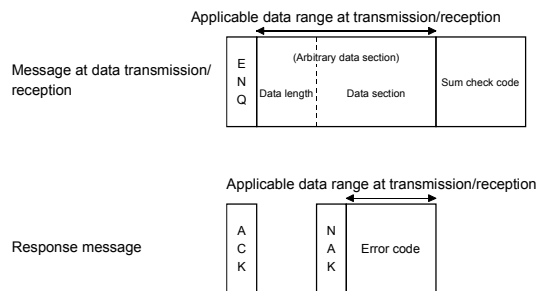 Applicable data range at transmission/reception
Message at data transmission/
reception
E
N
Q
(Arbitrary data section)
Data length
Data section
Sum check code
Applicable data range at transmission/reception
Response message
A
C
K
N
A
K
Error code